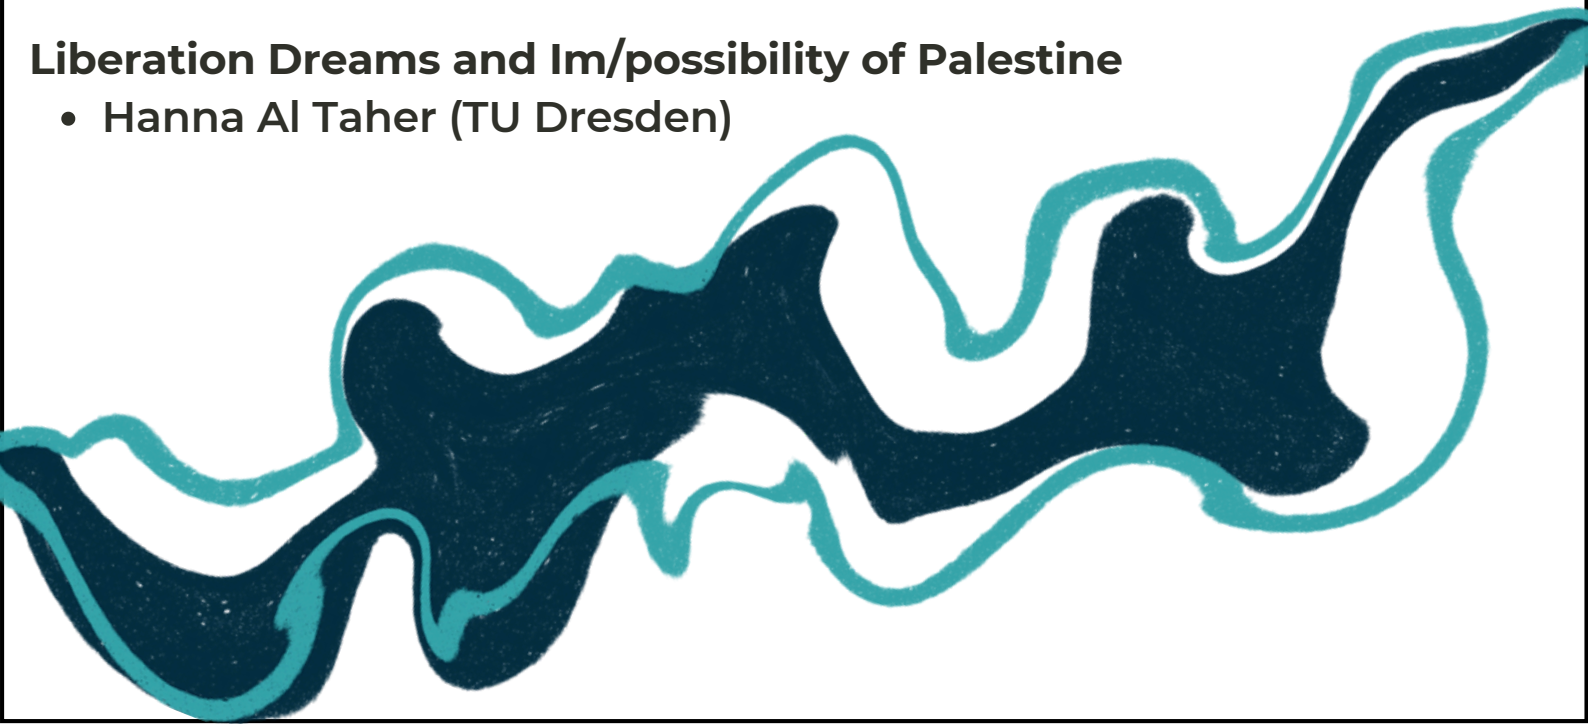 Liberation Dreams and Im/possibility of Palestine
• Hanna Al Taher (TU Dresden)